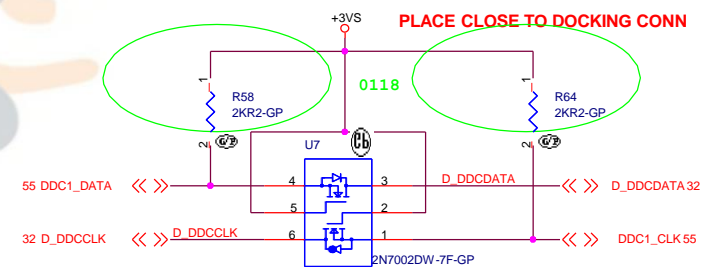 +3VS
PLACE CLOSE TO DOCKING CONN
0118
1
R58
2KR2-GP
2
G/P
1
R64
2KR2-GP
2
G/P
U7
55 DDC1_DATA
4
3
D_DDCDATA
D_DDCDATA 32
5
2
32 D_DDCCLK
D_DDCCLK
6
1
DDC1_CLK 55
2N7002DW-7F-GP